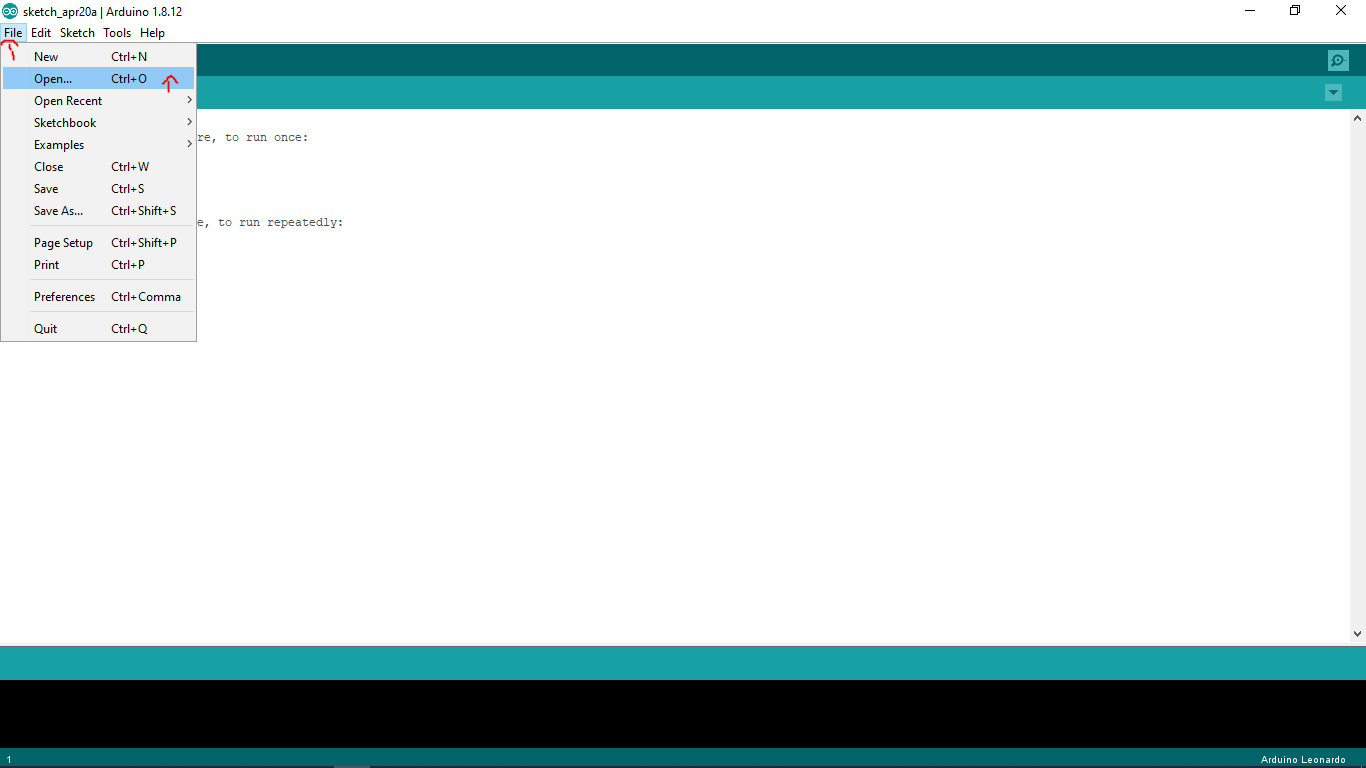 sketch_apr20a | Arduino 1.8.12
File Edit Sketch Tools Help
New Ctrl+N
Open... Ctrl+O
Open Recent
Sketchbook
re, to run once:
Examples
Close Ctrl+W
Save Ctrl+S
Save As... Ctrl+Shift+S
e, to run repeatedly:
Page Setup Ctrl+Shift+P
Print Ctrl+P
Preferences Ctrl+Comma
Quit Ctrl+Q
1 Arduino Leonardo